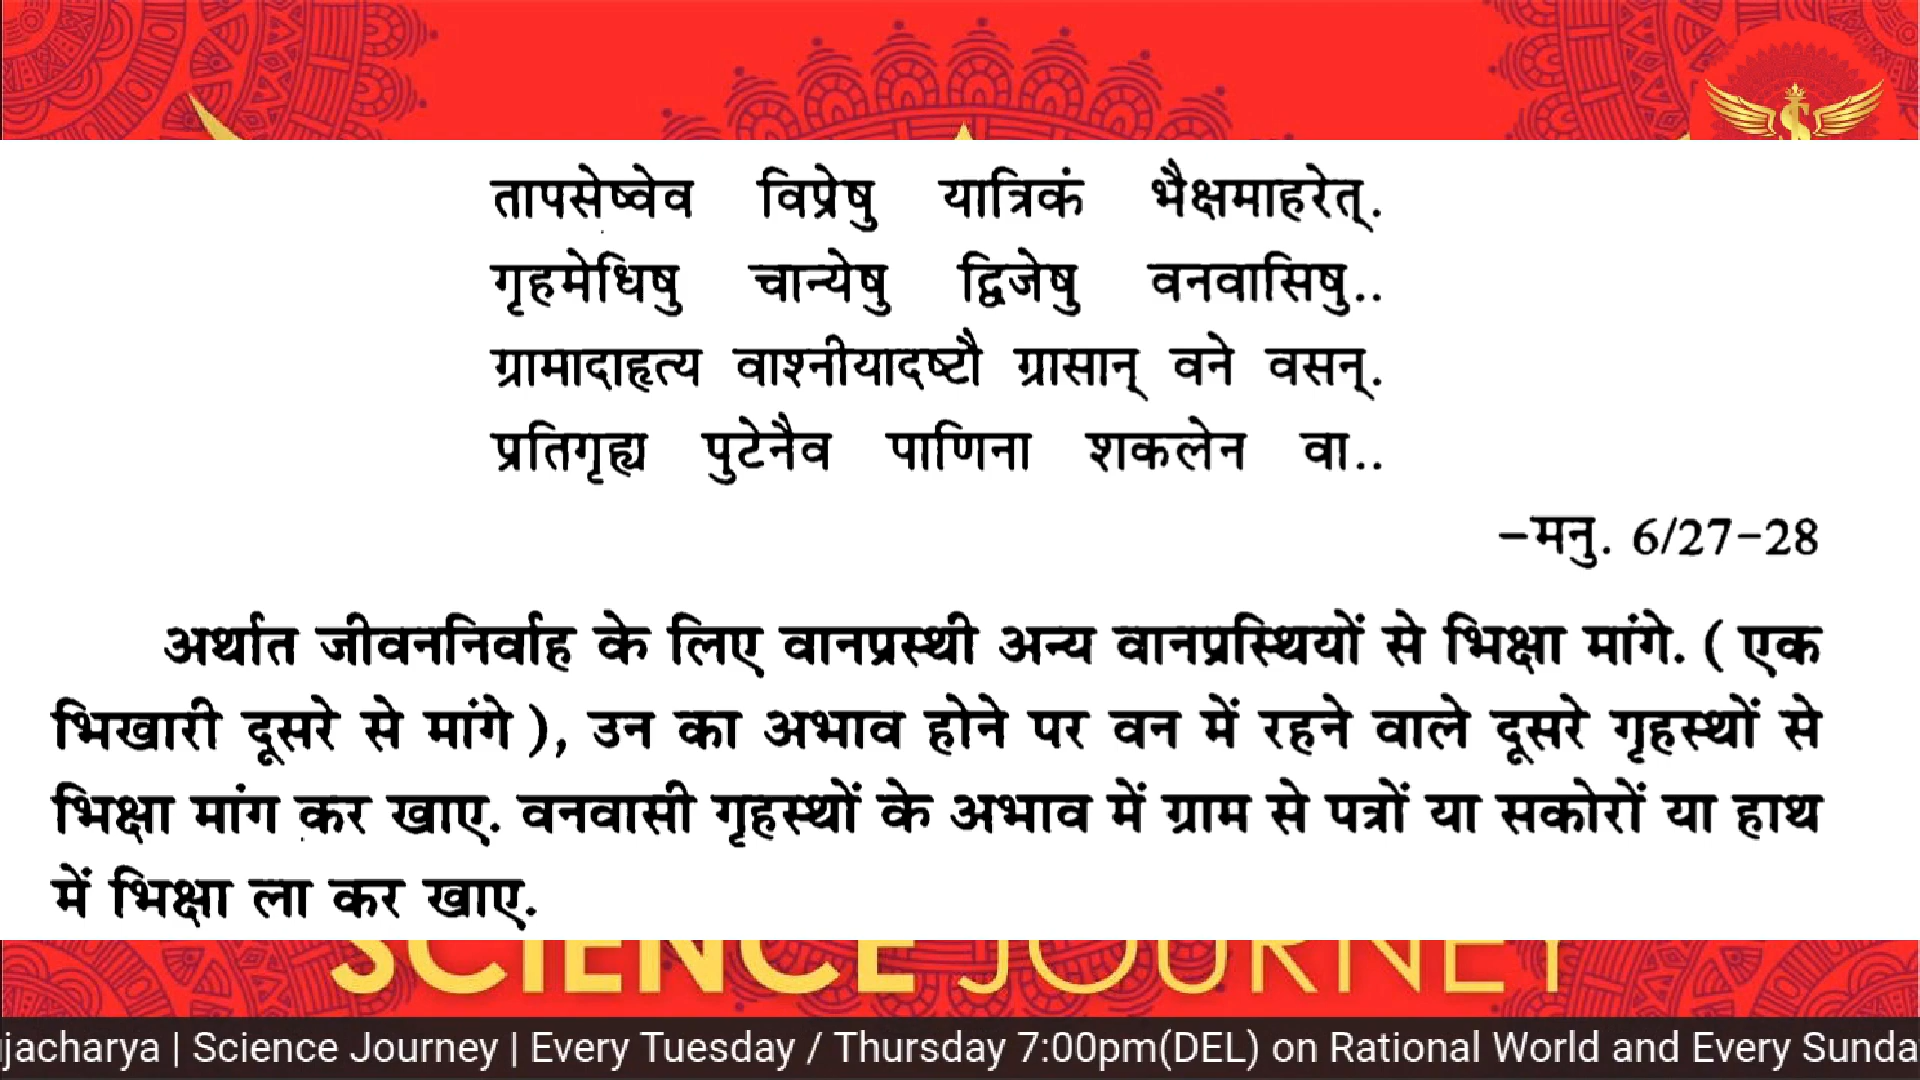 तापसेष्वेव विप्रेषु यात्रिकं भैक्षमाहरेत्.
गृहमेधिषु चान्येषु द्विजेषु वनवासिषु..
ग्रामादाहृत्य वाश्नीयादष्टौ ग्रासान् वने वसन्.
प्रतिगृह्य पुटेनैव पाणिना शकलेन वा..
–मनु. 6/27–28
अर्थात जीवननिर्वाह के लिए वानप्रस्थी अन्य वानप्रस्थियों से भिक्षा मांगे. ( एक
भिखारी दूसरे से मांगे ), उन का अभाव होने पर वन में रहने वाले दूसरे गृहस्थों से
भिक्षा मांग कर खाए. वनवासी गृहस्थों के अभाव में ग्राम से पत्रों या सकोरों या हाथ
में भिक्षा ला कर खाए.
SCIENCE JOURNEY
jacharya | Science Journey | Every Tuesday / Thursday 7:00pm(DEL) on Rational World and Every Sunda